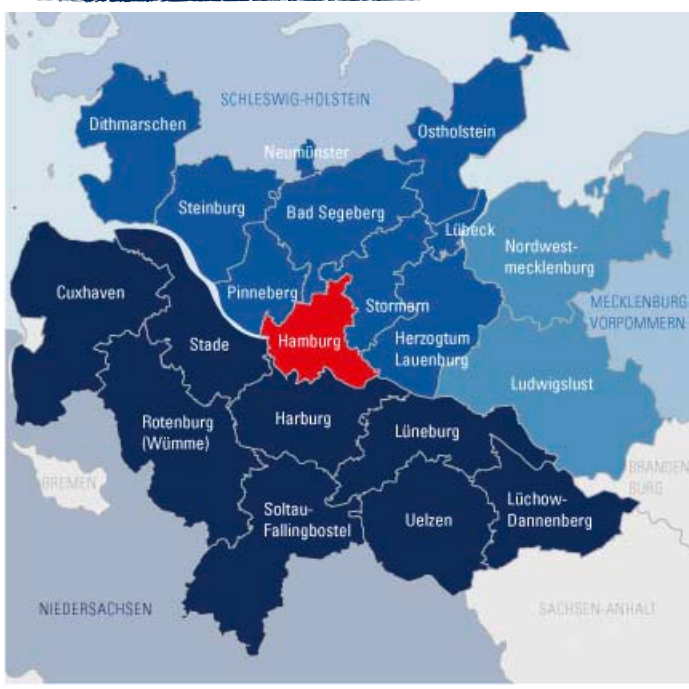 SCHLESWIG-HOLSTEIN
Dithmarschen
Ostholstein
Neumünster
Steinburg
Bad Segeberg
Lübeck
Nordwest-
mecklenburg
Cuxhaven
Pinneberg
Stormarn
MECKLENBURG
VORPOMMERN
Stade
Hamburg
Herzogtum
Lauenburg
Ludwigslust
Rotenburg
(Wümme)
Harburg
Lüneburg
BREMEN
BRANDEN
BURG
Soltau-
Fallingbostel
Uelzen
Lüchow-
Dannenberg
NIEDERSACHSEN
SACHSEN-ANHALT